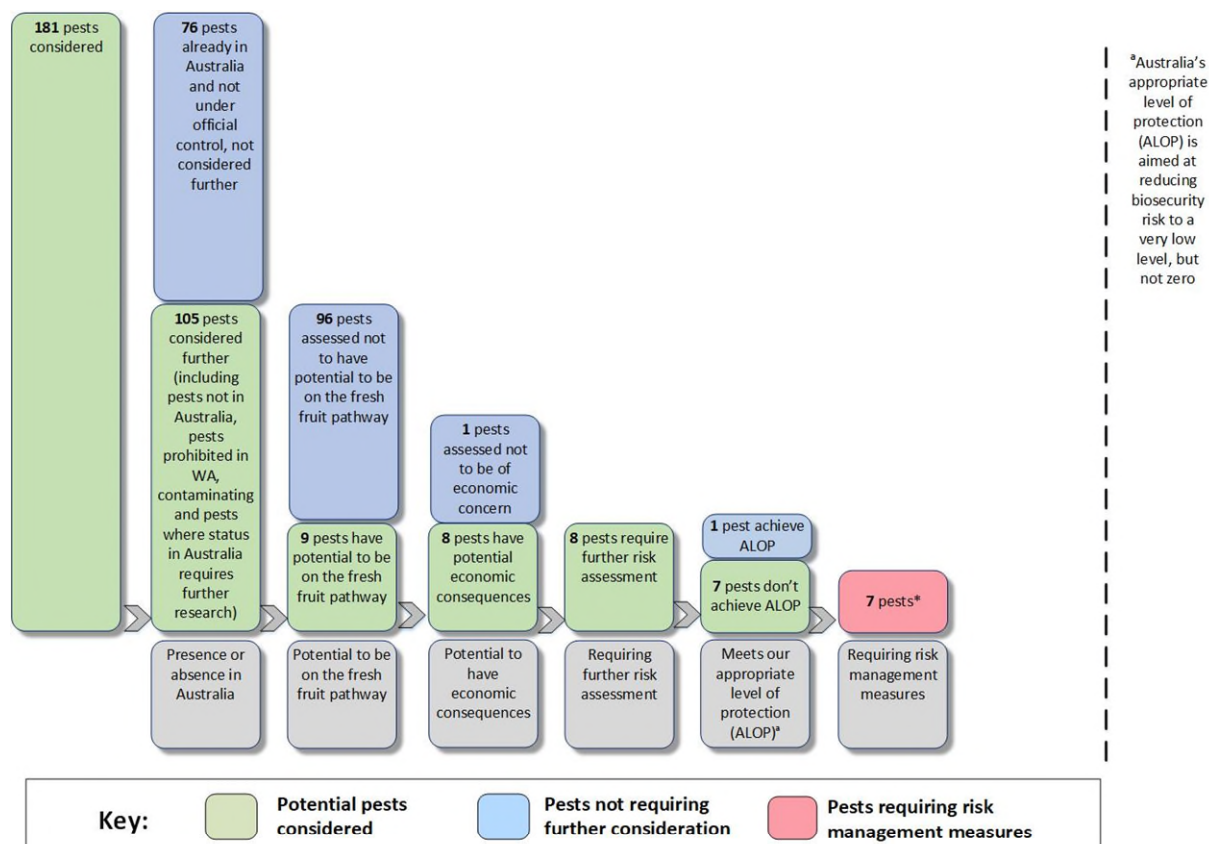 181 pests
considered
76 pests
already in
Australia
and not
under
official
control, not
considered
further
105 pests
considered
further
(including
pests not in
Australia,
pests
prohibited in
WA,
contaminating
and pests
where status
in Australia
requires
further
research)
96 pests
assessed not
to have
potential to be
on the fresh
fruit pathway
9 pests have
potential to be
on the fresh
fruit pathway
1 pests
assessed not
to be of
economic
concern
8 pests have
potential
economic
consequences
8 pests require
further risk
assessment
1 pest achieve
ALOP
7 pests don't
achieve ALOP
7 pests*
Presence or
absence in
Australia
Potential to be
on the fresh
fruit pathway
Potential to
have
economic
consequences
Requiring
further risk
assessment
Meets our
appropriate
level of
protection
(ALOP)ª
Requiring risk
management
measures
ªAustralia's
appropriate
level of
protection
(ALOP) is
aimed at
reducing
biosecurity
risk to a
very low
level, but
not zero
Key:
Potential pests
considered
Pests not requiring
further consideration
Pests requiring risk
management measures